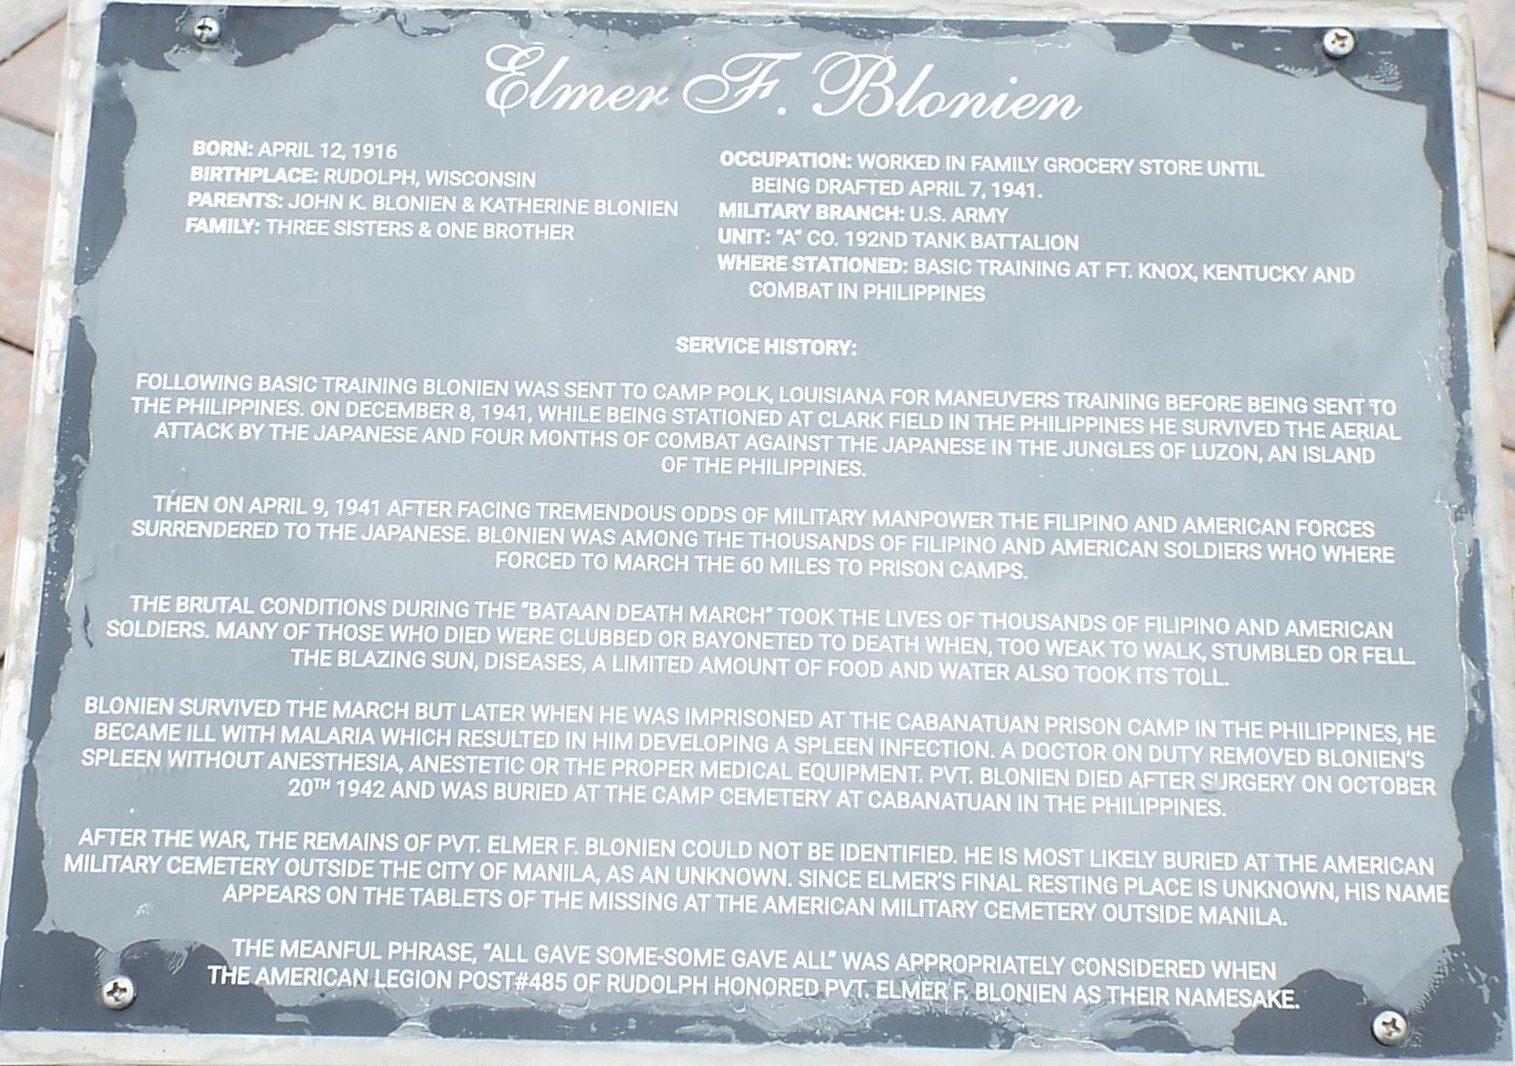 Elmer F. Blonien
BORN: APRIL 12, 1916
BIRTHPLACE: RUDOLPH, WISCONSIN
PARENTS: JOHN K. BLONIEN & KATHERINE BLONIEN
FAMILY: THREE SISTERS & ONE BROTHER
OCCUPATION: WORKED IN FAMILY GROCERY STORE UNTIL
BEING DRAFTED APRIL 7, 1941.
MILITARY BRANCH: U.S. ARMY
UNIT: "A" CO. 192ND TANK BATTALION
WHERE STATIONED: BASIC TRAINING AT FT. KNOX, KENTUCKY AND
COMBAT IN PHILIPPINES
SERVICE HISTORY:
FOLLOWING BASIC TRAINING BLONIEN WAS SENT TO CAMP POLK, LOUISIANA FOR MANEUVERS TRAINING BEFORE BEING SENT TO
THE PHILIPPINES. ON DECEMBER 8, 1941, WHILE BEING STATIONED AT CLARK FIELD IN THE PHILIPPINES HE SURVIVED THE AERIAL
ATTACK BY THE JAPANESE AND FOUR MONTHS OF COMBAT AGAINST THE JAPANESE IN THE JUNGLES OF LUZON, AN ISLAND
OF THE PHILIPPINES.
THEN ON APRIL 9, 1941 AFTER FACING TREMENDOUS ODDS OF MILITARY MANPOWER THE FILIPINO AND AMERICAN FORCES
SURRENDERED TO THE JAPANESE. BLONIEN WAS AMONG THE THOUSANDS OF FILIPINO AND AMERICAN SOLDIERS WHO WHERE
FORCED TO MARCH THE 60 MILES TO PRISON CAMPS.
THE BRUTAL CONDITIONS DURING THE "BATAAN DEATH MARCH" TOOK THE LIVES OF THOUSANDS OF FILIPINO AND AMERICAN
SOLDIERS. MANY OF THOSE WHO DIED WERE CLUBBED OR BAYONETED TO DEATH WHEN, TOO WEAK TO WALK, STUMBLED OR FELL.
THE BLAZING SUN, DISEASES, A LIMITED AMOUNT OF FOOD AND WATER ALSO TOOK ITS TOLL.
BLONIEN SURVIVED THE MARCH BUT LATER WHEN HE WAS IMPRISONED AT THE CABANATUAN PRISON CAMP IN THE PHILIPPINES, HE
BECAME ILL WITH MALARIA WHICH RESULTED IN HIM DEVELOPING A SPLEEN INFECTION. A DOCTOR ON DUTY REMOVED BLONIEN'S
SPLEEN WITHOUT ANESTHESIA, ANESTETIC OR THE PROPER MEDICAL EQUIPMENT. PVT. BLONIEN DIED AFTER SURGERY ON OCTOBER
20TH 1942 AND WAS BURIED AT THE CAMP CEMETERY AT CABANATUAN IN THE PHILIPPINES.
AFTER THE WAR, THE REMAINS OF PVT. ELMER F. BLONIEN COULD NOT BE IDENTIFIED. HE IS MOST LIKELY BURIED AT THE AMERICAN
MILITARY CEMETERY OUTSIDE THE CITY OF MANILA, AS AN UNKNOWN. SINCE ELMER'S FINAL RESTING PLACE IS UNKNOWN, HIS NAME
APPEARS ON THE TABLETS OF THE MISSING AT THE AMERICAN MILITARY CEMETERY OUTSIDE MANILA.
THE MEANFUL PHRASE, "ALL GAVE SOME-SOME GAVE ALL" WAS APPROPRIATELY CONSIDERED WHEN
THE AMERICAN LEGION POST#485 OF RUDOLPH HONORED PVT. ELMER F. BLONIEN AS THEIR NAMESAKE.